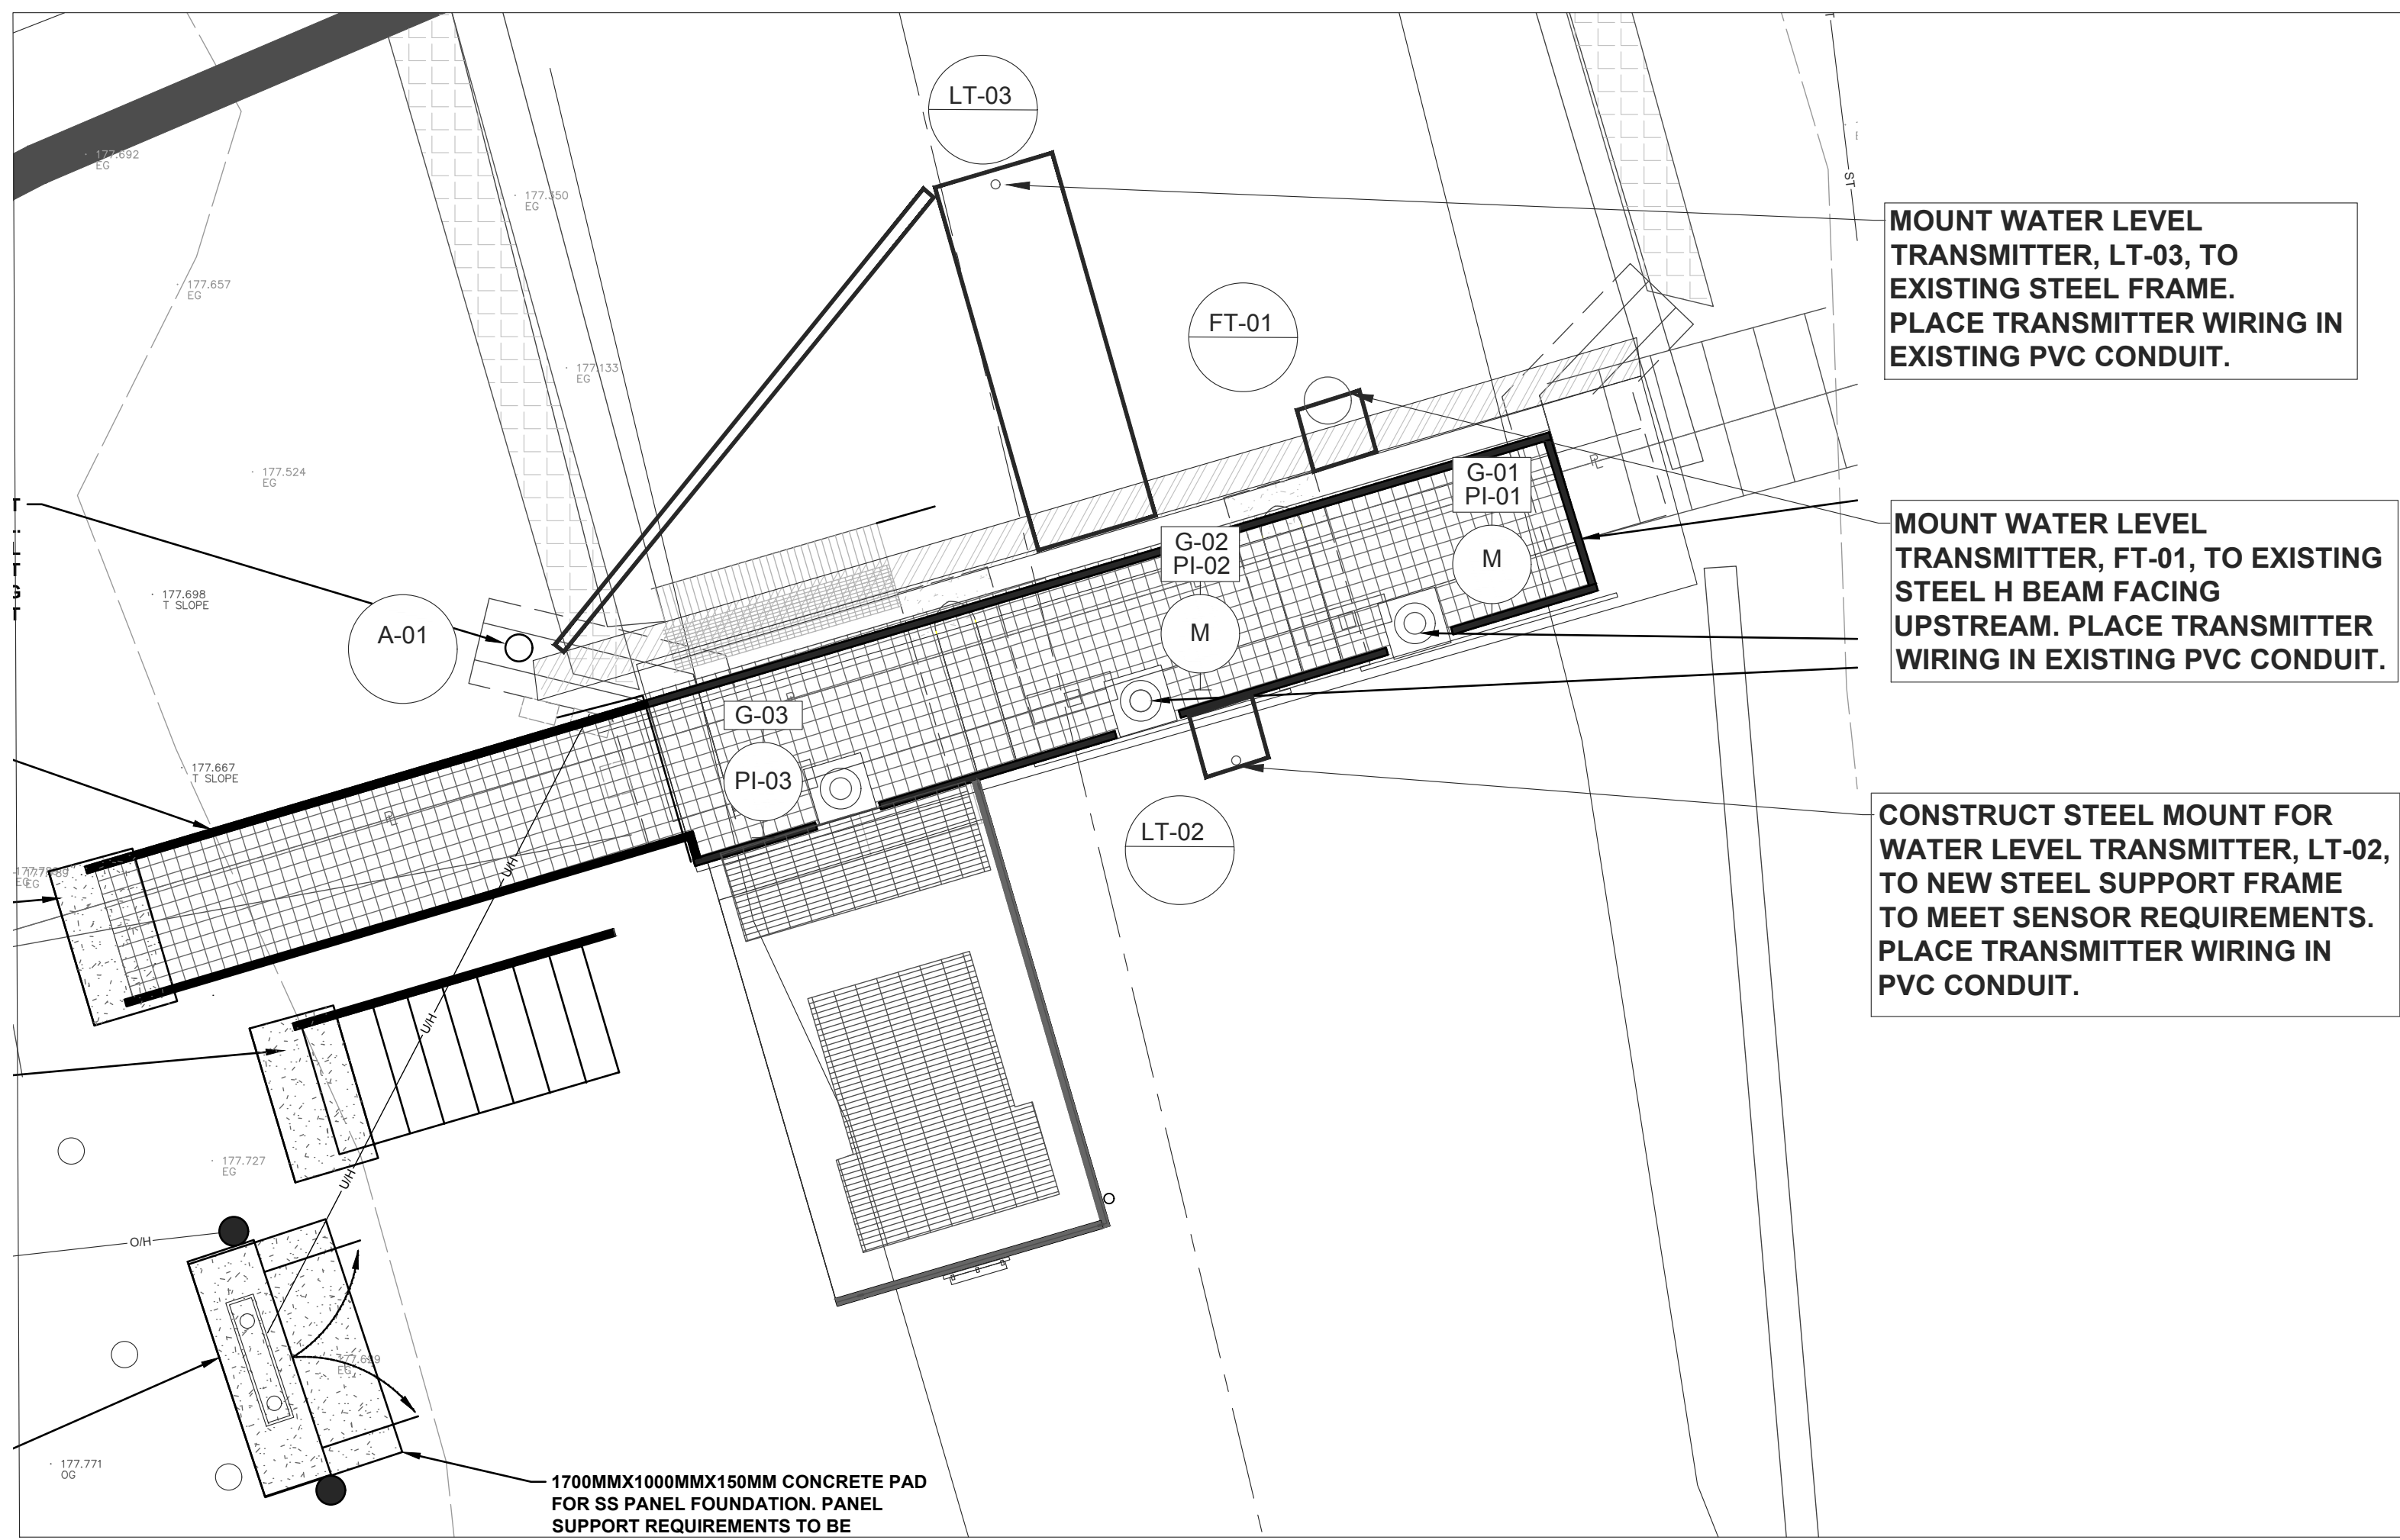 LT-03
177.692
EG
177.350
EG
ST
MOUNT WATER LEVEL
TRANSMITTER, LT-03, TO
EXISTING STEEL FRAME.
PLACE TRANSMITTER WIRING IN
EXISTING PVC CONDUIT.
177.657
EG
FT-01
177.133
EG
177.524
EG
G-01
PI-01
M
G-02
PI-02
M
MOUNT WATER LEVEL
TRANSMITTER, FT-01, TO EXISTING
STEEL H BEAM FACING
UPSTREAM. PLACE TRANSMITTER
WIRING IN EXISTING PVC CONDUIT.
177.698
T SLOPE
A-01
G-03
PI-03
177.667
T SLOPE
LT-02
CONSTRUCT STEEL MOUNT FOR
WATER LEVEL TRANSMITTER, LT-02,
TO NEW STEEL SUPPORT FRAME
TO MEET SENSOR REQUIREMENTS.
PLACE TRANSMITTER WIRING IN
PVC CONDUIT.
EG
U/H
U/H
U/H
177.727
EG
O/H
EG
177.771
OG
1700MMX1000MMX150MM CONCRETE PAD
FOR SS PANEL FOUNDATION. PANEL
SUPPORT REQUIREMENTS TO BE